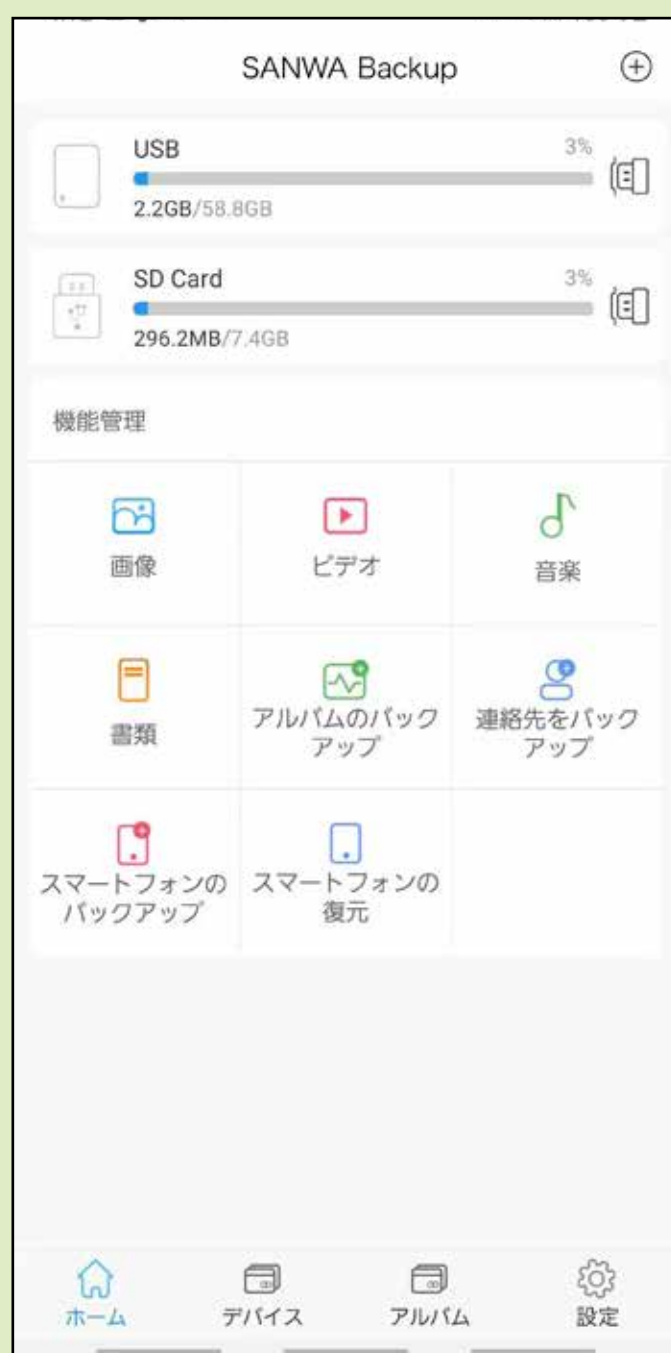 SANWA Backup
USB
3%
2.2GB/58.8GB
SD Card
3%
296.2MB/7.4GB
機能管理
画像
ビデオ
音楽
書類
アルバムのバック
アップ
連絡先をバック
アップ
スマートフォンの
バックアップ
スマートフォンの
復元
ホーム
デバイス
アルバム
設定